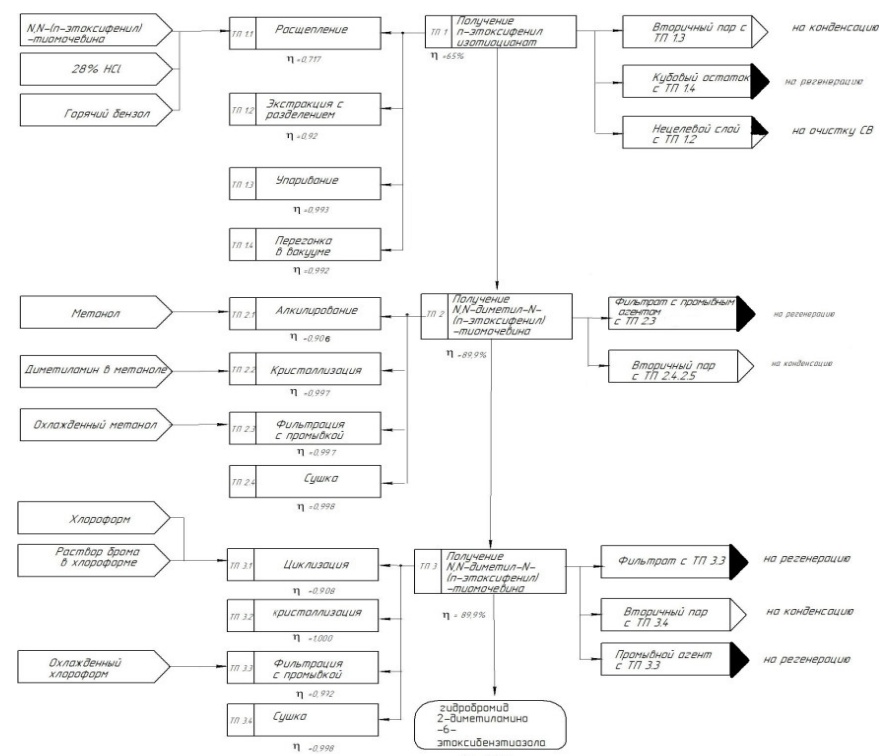 N,N-(п-этоксифенил)
-тиомочевина
28% HCl
Горячий бензол
ТП 1.1 Расщепление
η =0,717
ТП 1.2 Экстракция с
разделением
η =0,92
ТП 1.3 Упаривание
η =0,993
ТП 1.4 Перегонка
в вакууме
η =0,992
ТП 1 Получение
п-этоксифенил
изотиоцианат
η =65%
Вторичный пар с
ТП 1.3
на конденсацию
Кубовый остаток
с ТП 1.4
на регенерацию
Нецелевой слой
с ТП 1.2
на очистку СВ
Метанол
Диметиламин в метаноле
Охлажденный метанол
ТП 2.1 Алкилирование
η =0,906
ТП 2.2 Кристаллизация
η =0,997
ТП 2.3 Фильтрация
с промывкой
η =0,997
ТП 2.4 Сушка
η =0,998
ТП 2 Получение
N,N-диметил-N-
(п-этоксифенил)
-тиомочевина
η =89,9%
Фильтрат с промывным
агентом
с ТП 2.3
на регенерацию
Вторичный пар
с ТП 2.4.2.5
на конденсацию
Хлороформ
Раствор брома
в хлороформе
Охлажденный
хлороформ
ТП 3.1 Циклизация
η =0,908
ТП 3.2 кристаллизация
η =1,000
ТП 3.3 Фильтрация
с промывкой
η =0,972
ТП 3.4 Сушка
η =0,998
ТП 3 Получение
N,N-диметил-N-
(п-этоксифенил)
-тиомочевина
η = 89,9%
Фильтрат с ТП 3.3
на регенерацию
Вторичный пар
с ТП 3.4
на конденсацию
Промывной агент
с ТП 3.3
на регенерацию
гидробромид
2-диметиламина
-6-
этоксибензтиазола